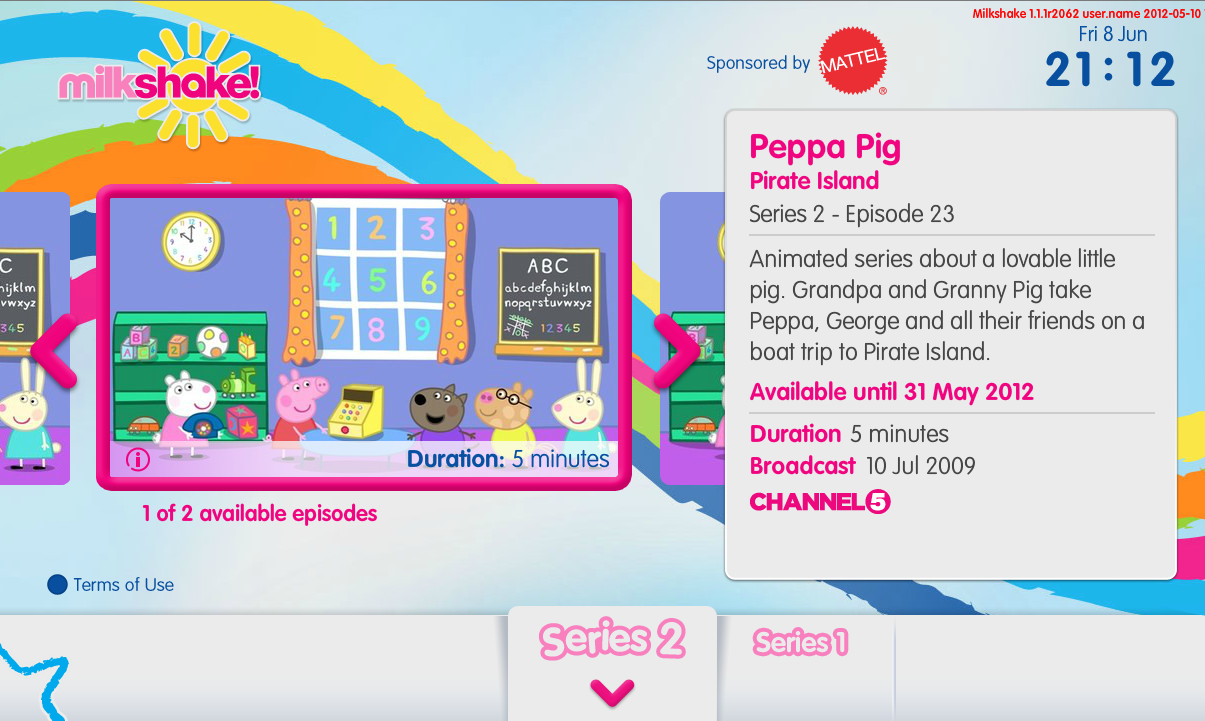 Milkshake 1.1.1r2062 user.name 2012-05-10
milkshake!
Sponsored by MATTEL ®
Fri 8 Jun
21:12
Peppa Pig
Pirate Island
Series 2 - Episode 23
Animated series about a lovable little
pig. Grandpa and Granny Pig take
Peppa, George and all their friends on a
boat trip to Pirate Island.
Available until 31 May 2012
Duration 5 minutes
Broadcast 10 Jul 2009
CHANNEL 5
1 2 3
4 5 6
7 8 9
ABC
abcdefghijklm
nopqrstuvwxyz
12345
Duration: 5 minutes
1 of 2 available episodes
Terms of Use
Series 2
Series 1